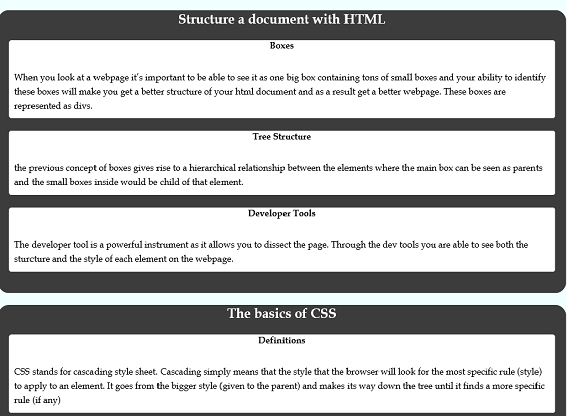 Structure a document with HTML
Boxes
When you look at a webpage it's important to be able to see it as one big box containing tons of small boxes and your ability to identify
these boxes will make you get a better structure of your html document and as a result get a better webpage. These boxes are
represented as divs.
Tree Structure
the previous concept of boxes gives rise to a hierarchical relationship between the elements where the main box can be seen as parents
and the small boxes inside would be child of that element.
Developer Tools
The developer tool is a powerful instrument as it allows you to dissect the page. Through the dev tools you are able to see both the
sturcture and the style of each element on the webpage.
The basics of CSS
Definitions
CSS stands for cascading style sheet. Cascading simply means that the style that the browser will look for the most specific rule (style)
to apply to an element. It goes from the bigger style (given to the parent) and makes its way down the tree until it finds a more specific
rule (if any)